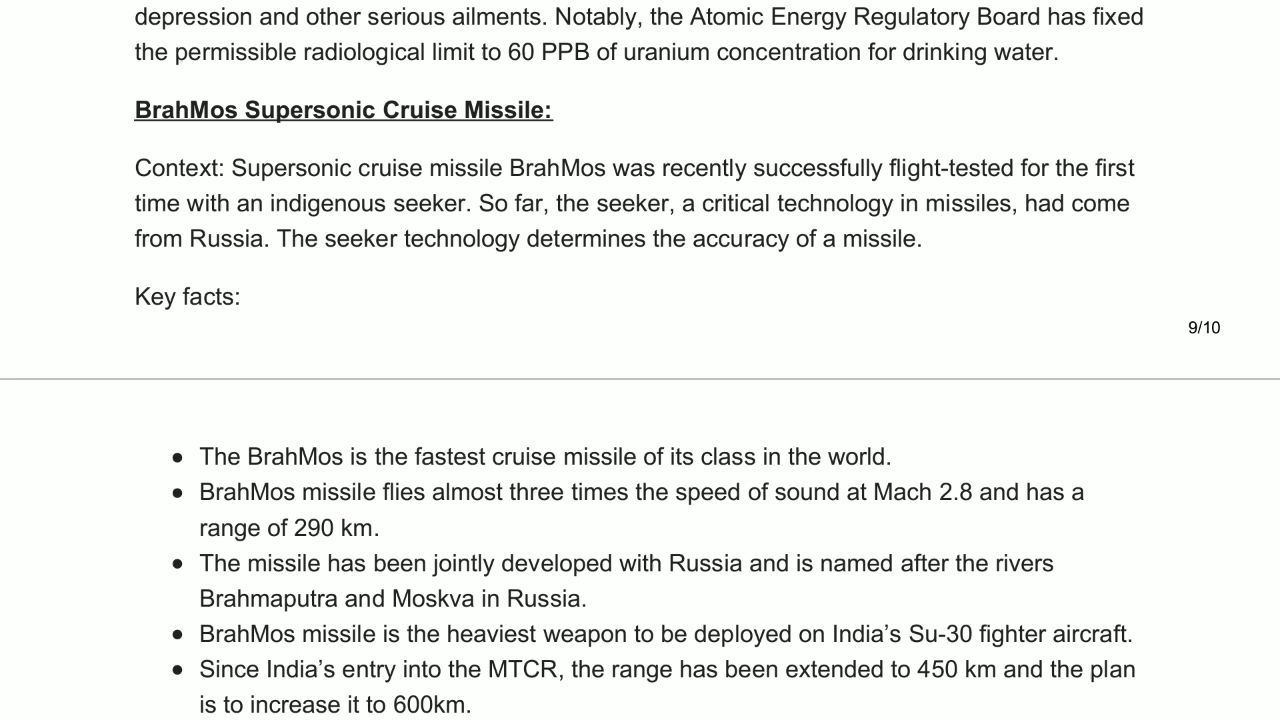 depression and other serious ailments. Notably, the Atomic Energy Regulatory Board has fixed
the permissible radiological limit to 60 PPB of uranium concentration for drinking water.
BrahMos Supersonic Cruise Missile:
Context: Supersonic cruise missile BrahMos was recently successfully flight-tested for the first
time with an indigenous seeker. So far, the seeker, a critical technology in missiles, had come
from Russia. The seeker technology determines the accuracy of a missile.
Key facts:
9/10
● The BrahMos is the fastest cruise missile of its class in the world.
● BrahMos missile flies almost three times the speed of sound at Mach 2.8 and has a
range of 290 km.
● The missile has been jointly developed with Russia and is named after the rivers
Brahmaputra and Moskva in Russia.
● BrahMos missile is the heaviest weapon to be deployed on India’s Su-30 fighter aircraft.
● Since India’s entry into the MTCR, the range has been extended to 450 km and the plan
is to increase it to 600km.